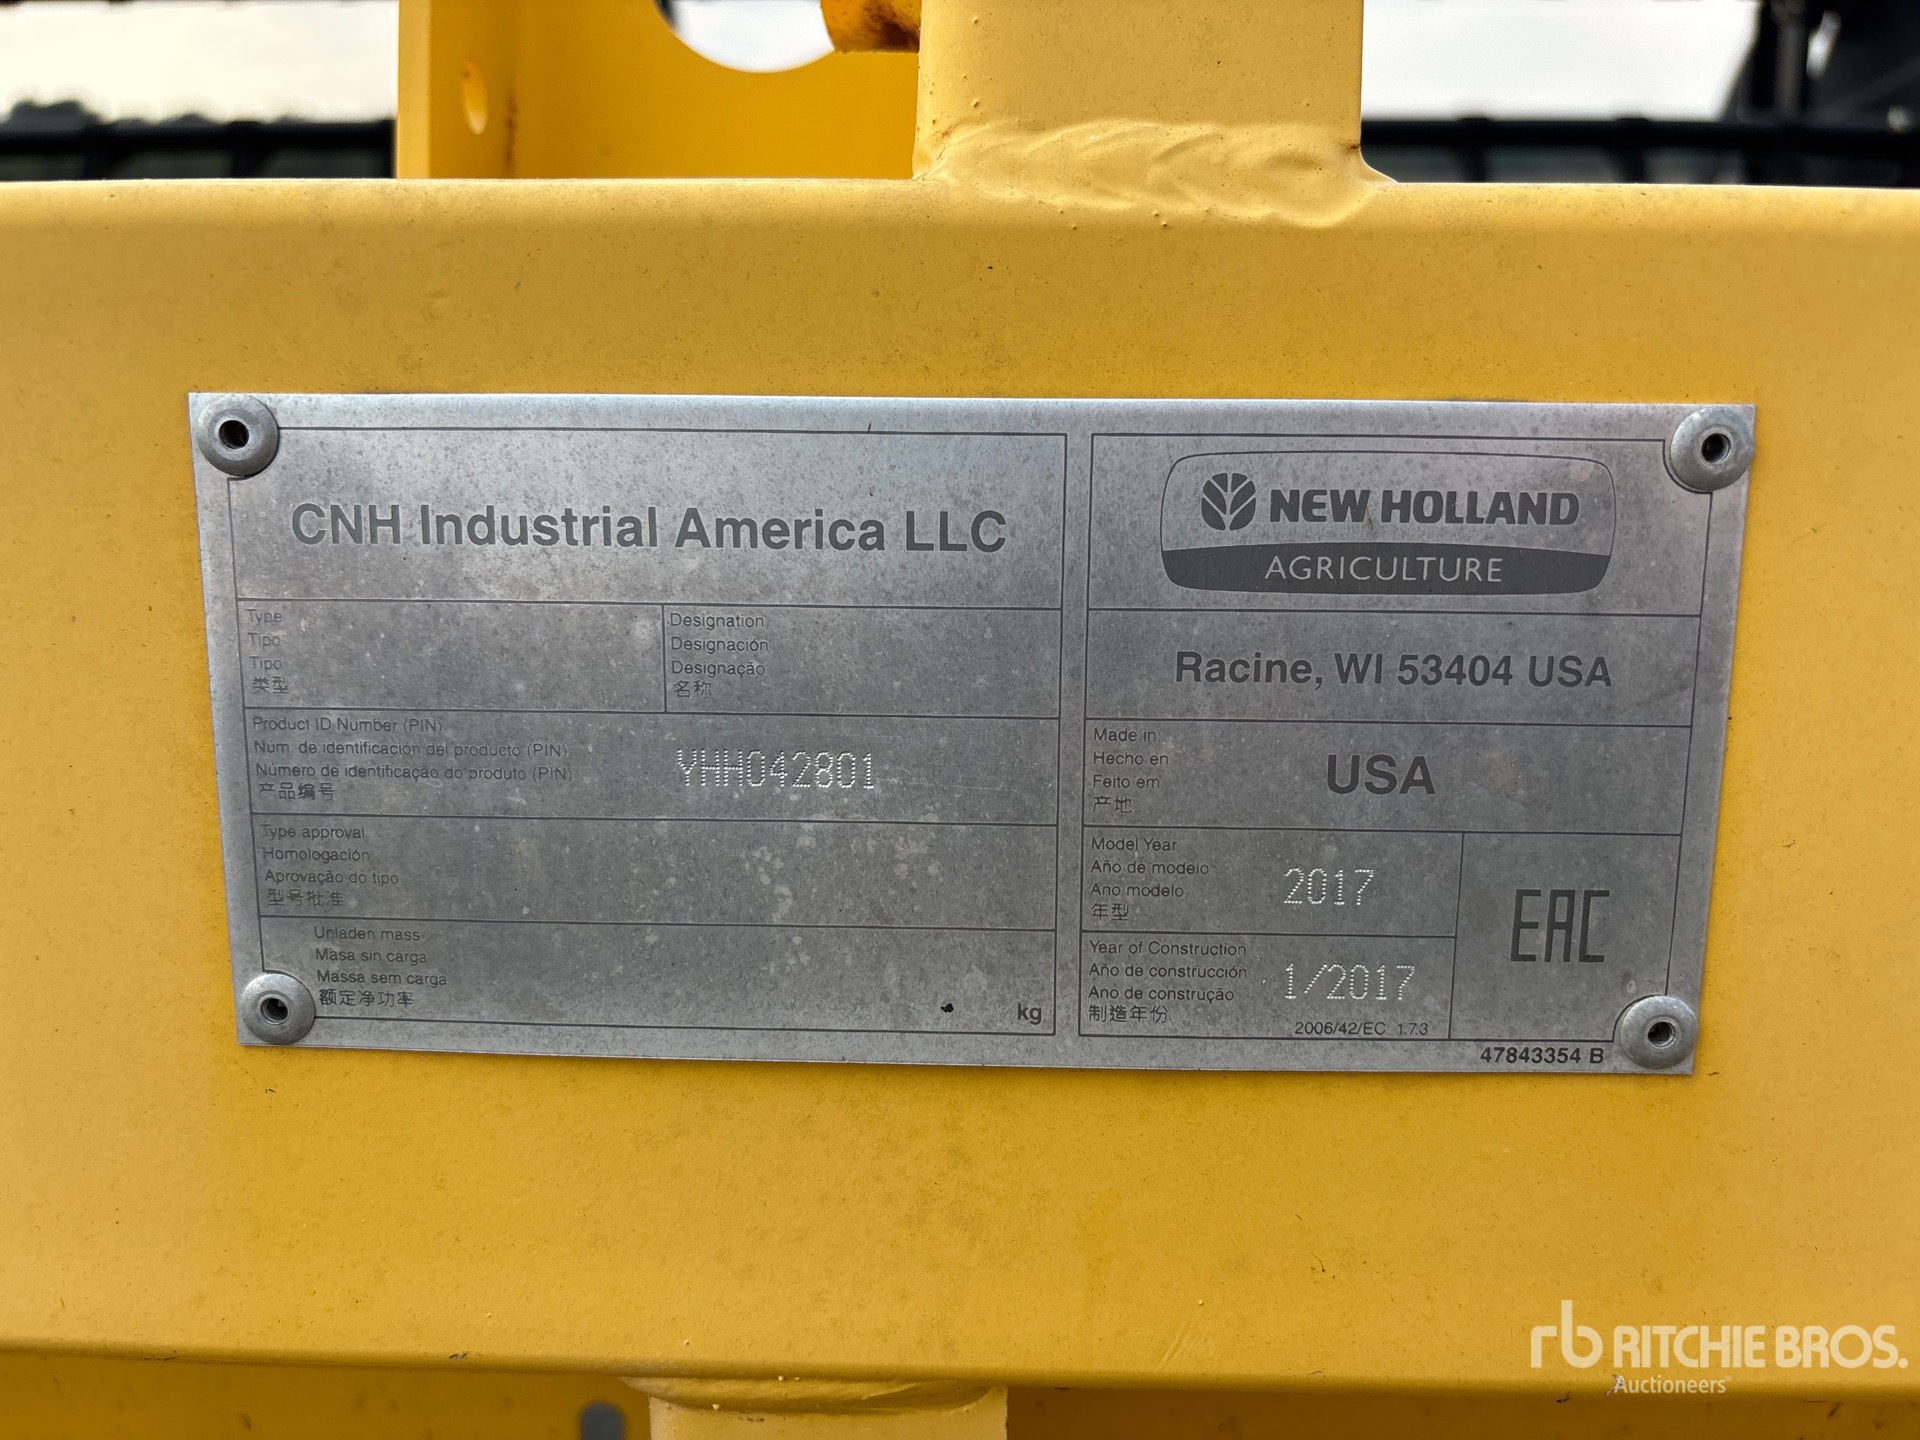 CNH Industrial America LLC
Type
Tipo
Tipo
类型
Designation
Designación
Designação
名称
Product ID Number (PIN)
Núm. de identificación del producto (PIN)
Número de identificação do produto (PIN)
产品编号
YHH042801
Type approval
Homologación
Aprovação do tipo
型号批准
Unladen mass
Masa sin carga
Massa sem carga
额定净功率
kg
NEW HOLLAND
AGRICULTURE
Racine, WI 53404 USA
Made in
Hecho en
Feito em
产地
USA
Model Year
Año de modelo
Ano modelo
年型
2017
Year of Construction
Año de construcción
Ano de construção
制造年份
1/2017
2006/42/EC 1.7.3
EAC
47843354 B
rb RITCHIE BROS.
Auctioneers